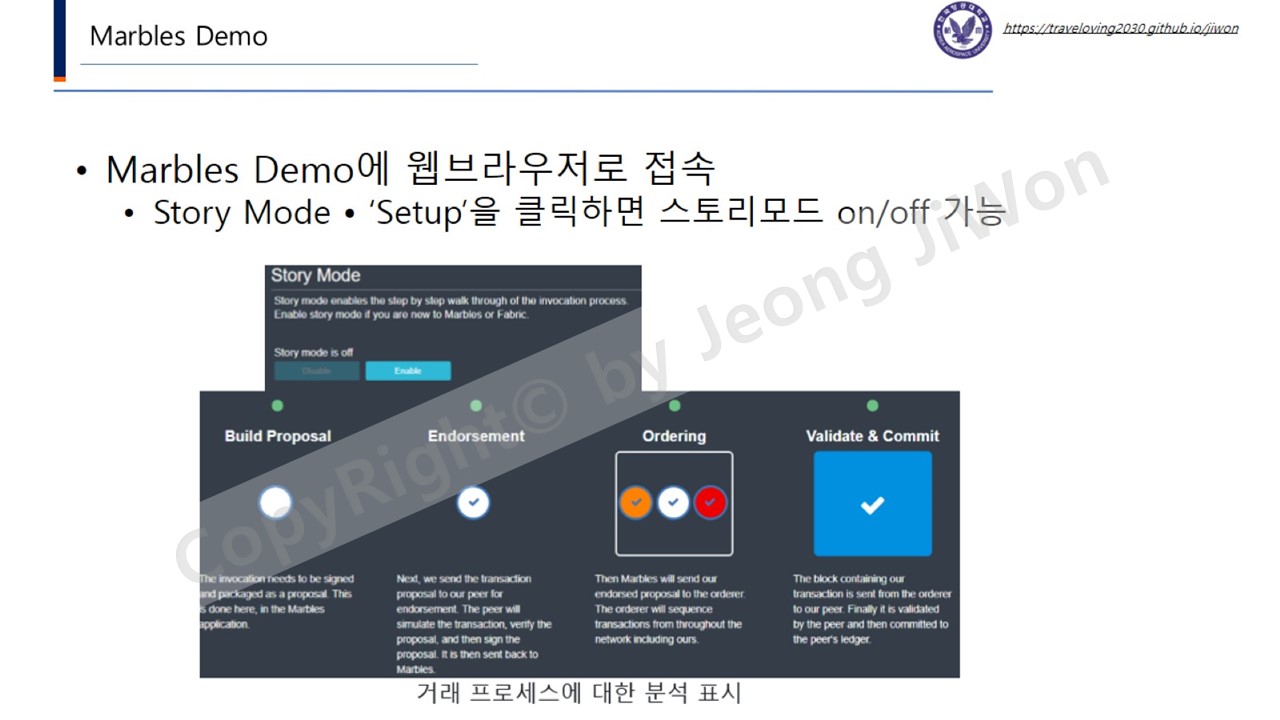 Marbles Demo
https://traveloving2030.github.io/jiwon
• Marbles Demo에 웹브라우저로 접속
• Story Mode • ‘Setup’을 클릭하면 스토리모드 on/off 가능
Story Mode
Story mode enables the step by step walk through of the invocation process.
Enable story mode if you are new to Marbles or Fabric.
Story mode is off
Disable Enable
Build Proposal Endorsement Ordering Validate & Commit
The invocation needs to be signed
and packaged as a proposal. This
is done here, in the Marbles
application.
Next, we send the transaction
proposal to our peer for
endorsement. The peer will
simulate the transaction, verify the
proposal, and then sign the
proposal. It is then sent back to
Marbles.
Then Marbles will send our
endorsed proposal to the orderer.
The orderer will sequence
transactions from throughout the
network including ours.
The block containing our
transaction is sent from the orderer
to our peer. Finally it is validated
by the peer and then committed to
the peer's ledger.
거래 프로세스에 대한 분석 표시
CopyRight© by Jeong JiWon